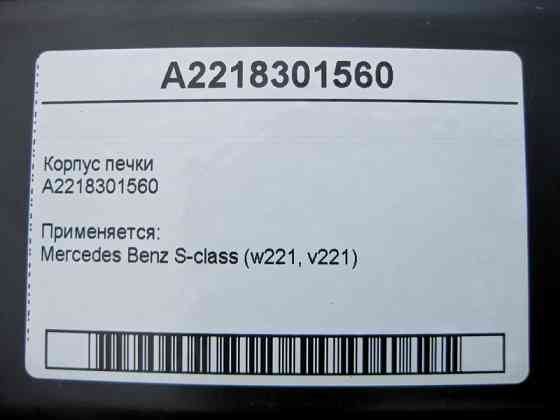 A2218301560
Корпус печки
A2218301560
Применяется:
Mercedes Benz S-class (w221, v221)